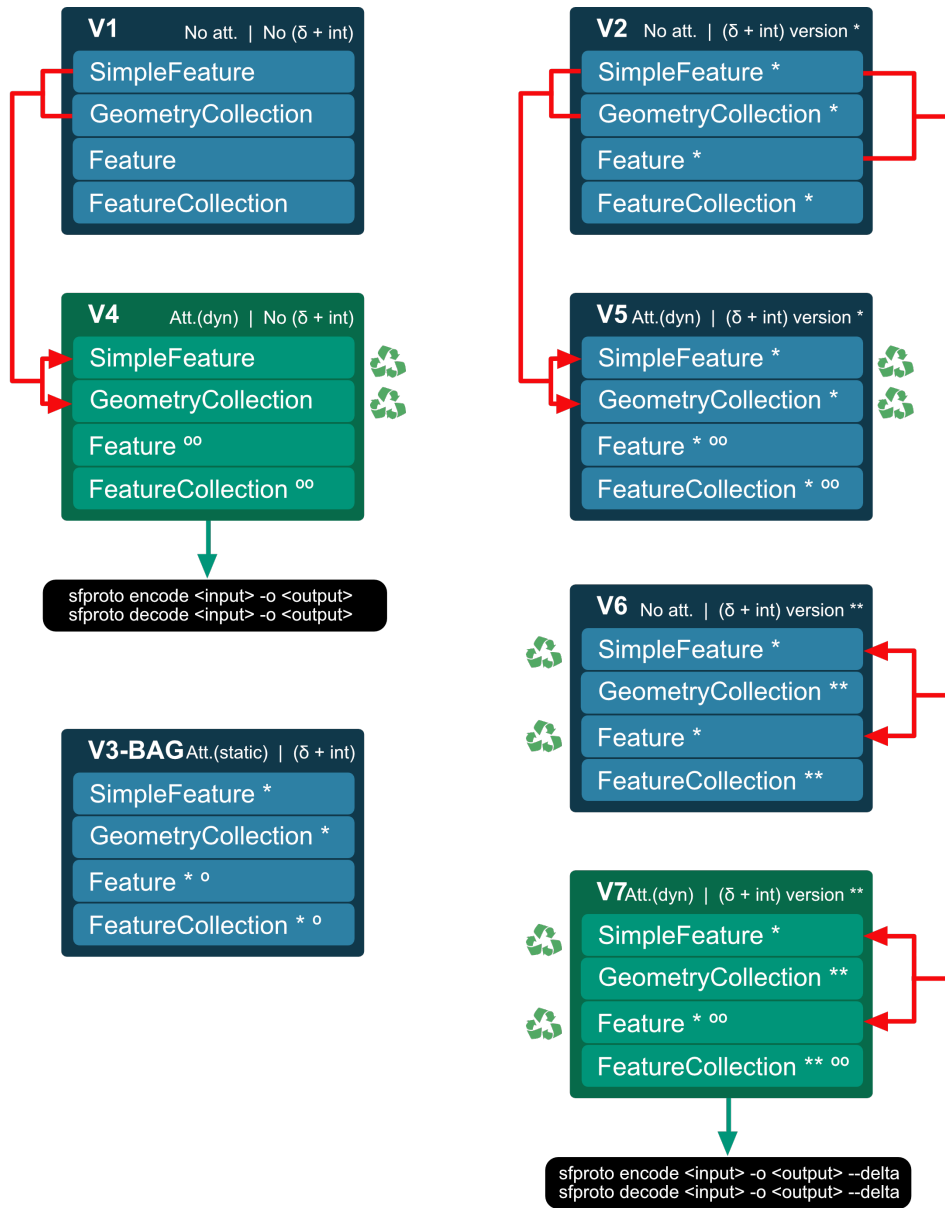 V1 No att. | No (δ + int)
SimpleFeature
GeometryCollection
Feature
FeatureCollection
V2 No att. | (δ + int) version *
SimpleFeature *
GeometryCollection *
Feature *
FeatureCollection *
V4 Att.(dyn) | No (δ + int)
SimpleFeature
GeometryCollection
Feature ºº
FeatureCollection ºº
sfproto encode <input> -o <output>
sfproto decode <input> -o <output>
V5 Att.(dyn) | (δ + int) version *
SimpleFeature *
GeometryCollection *
Feature * ºº
FeatureCollection * ºº
V6 No att. | (δ + int) version **
SimpleFeature *
GeometryCollection **
Feature *
FeatureCollection **
V3-BAG Att.(static) | (δ + int)
SimpleFeature *
GeometryCollection *
Feature * º
FeatureCollection * º
V7 Att.(dyn) | (δ + int) version **
SimpleFeature *
GeometryCollection **
Feature * ºº
FeatureCollection ** ºº
sfproto encode <input> -o <output> --delta
sfproto decode <input> -o <output> --delta